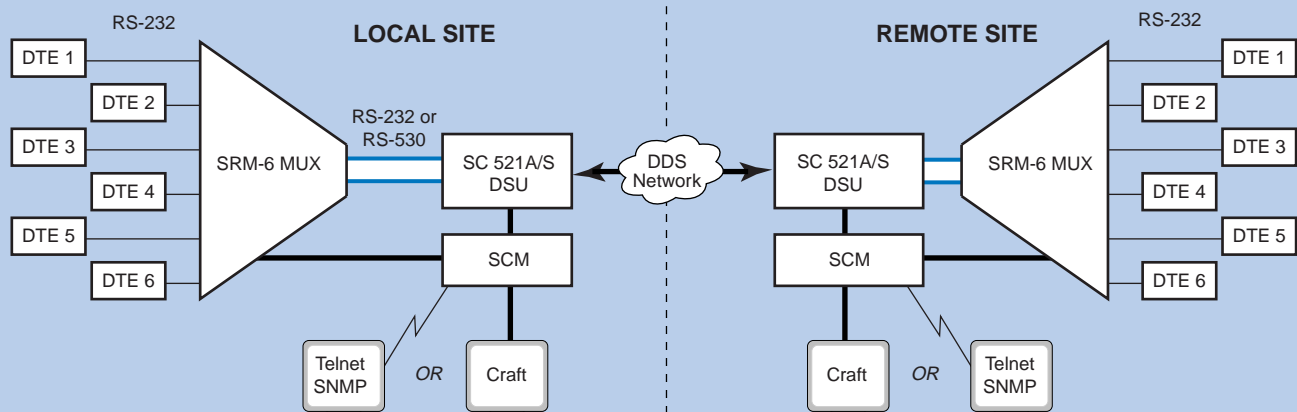 RS-232
LOCAL SITE
REMOTE SITE
RS-232
DTE 1
DTE 2
DTE 3
DTE 4
DTE 5
DTE 6
SRM-6 MUX
RS-232 or
RS-530
SC 521A/S
DSU
SCM
Telnet
SNMP
OR
Craft
DDS
Network
SC 521A/S
DSU
SCM
Craft
OR
Telnet
SNMP
SRM-6 MUX
DTE 1
DTE 2
DTE 3
DTE 4
DTE 5
DTE 6